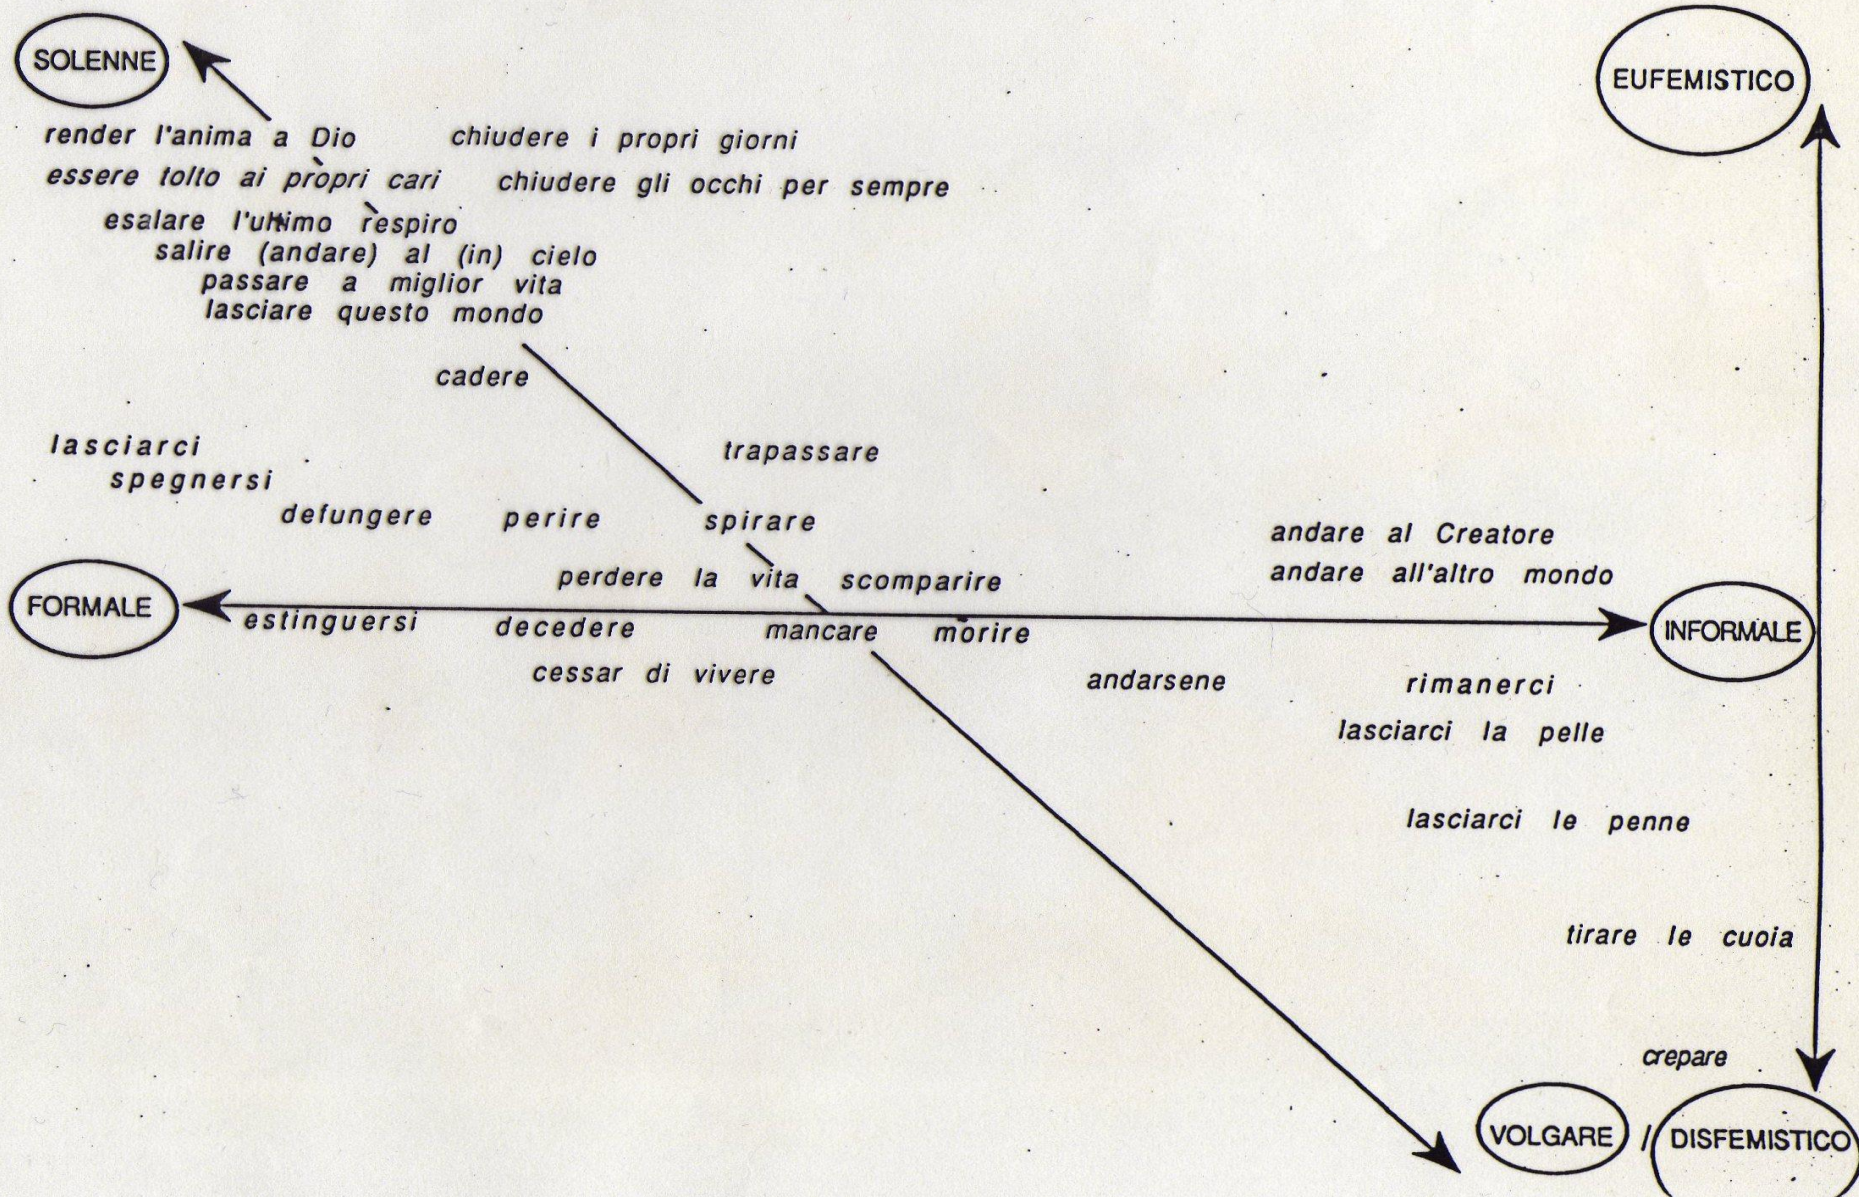 SOLENNE
EUFEMISTICO
render l'anima a Dio
chiudere i propri giorni
essere tolto ai propri cari
chiudere gli occhi per sempre
esalare l'ultimo respiro
salire (andare) al (in) cielo
passare a miglior vita
lasciare questo mondo
cadere
lasciarci
trapassare
spegnersi
defungere
perire
spirare
andare al Creatore
perdere la vita
scomparire
andare all'altro mondo
FORMALE
estinguersi
decedere
mancare
morire
INFORMALE
cessar di vivere
andarsene
rimanerci
lasciarci la pelle
lasciarci le penne
tirare le cuoia
crepare
VOLGARE / DISFEMISTICO